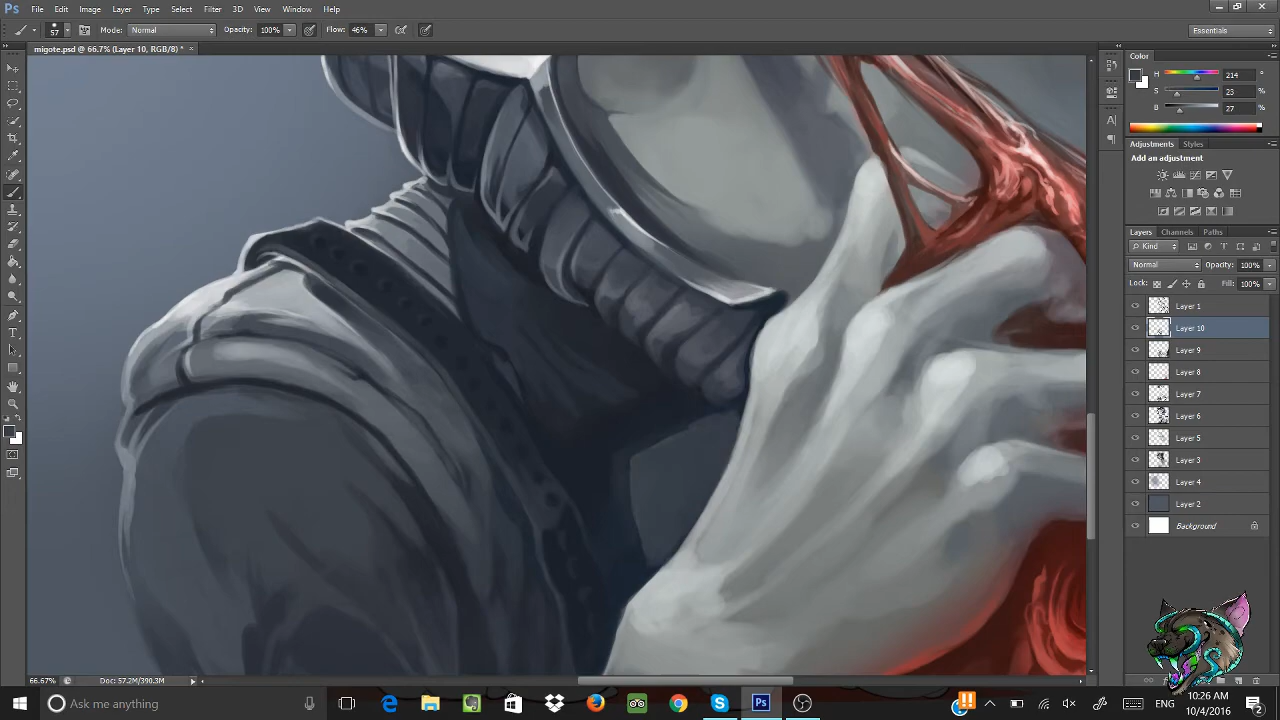 Ps File Edit Image Layer Type Select Filter 3D View Window Help
57 Mode: Normal Opacity: 100% Flow: 46% Essentials
migote.psd @ 66.7% (Layer 10, RGB/8) * ×
Color
H 214
S 25 %
B 27 %
Adjustments Styles
Add an adjustment
Layers Channels Paths
Kind
Normal Opacity: 100%
Lock: Fill: 100%
Layer 1
Layer 10
Layer 9
Layer 8
Layer 7
Layer 6
Layer 5
Layer 3
Layer 4
Layer 2
Background
66.67% Doc: 57.2M/390.3M
Ask me anything
ENG
10:26 AM
10/4/2016
2